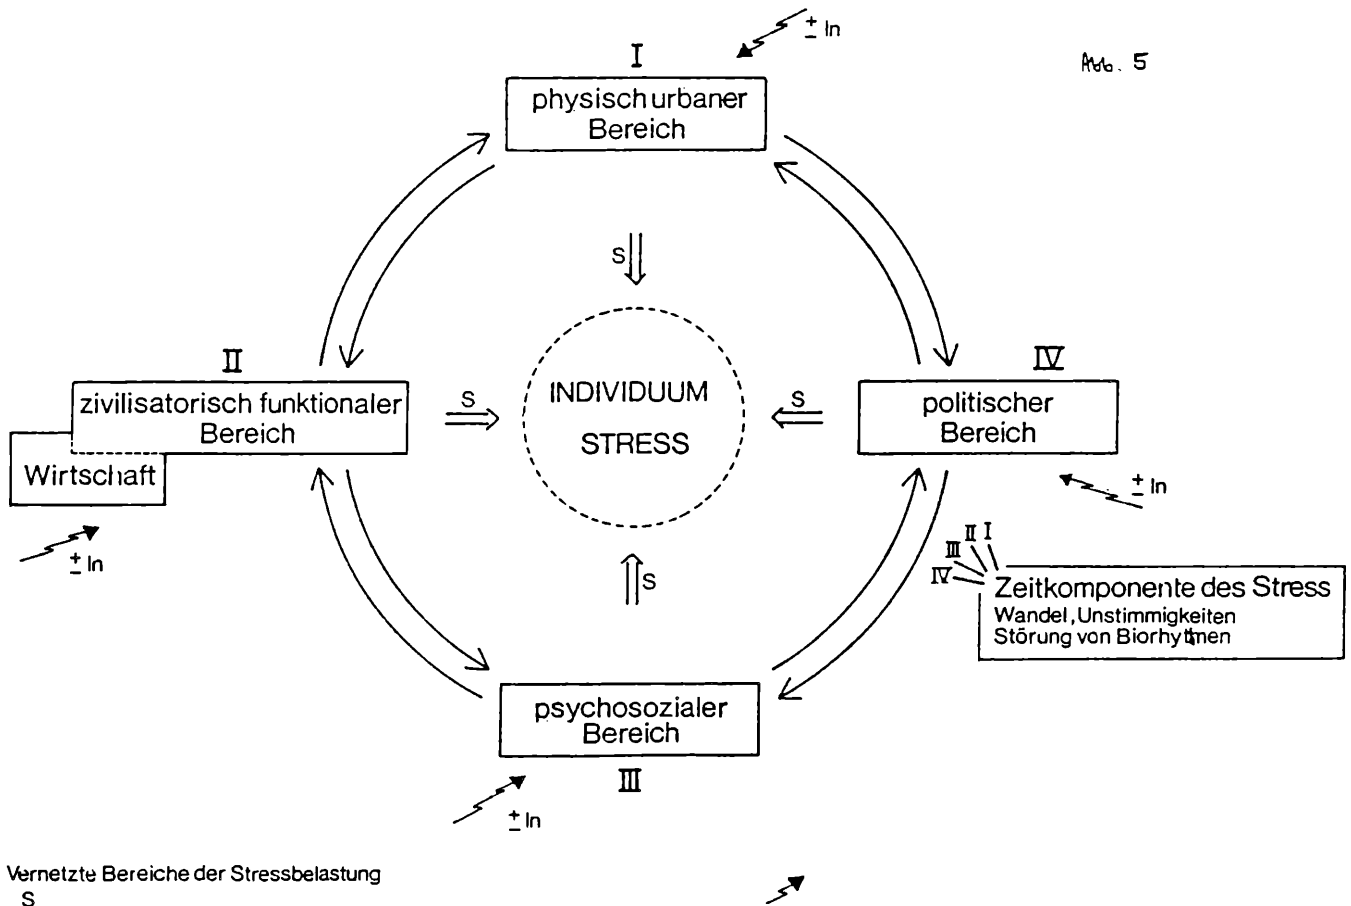 ± In
Abb. 5
I
physisch urbaner
Bereich
S
II
zivilisatorisch funktionaler
Bereich
Wirtschaft
± In
S
INDIVIDUUM
STRESS
S
IV
politischer
Bereich
± In
I
II
III
IV
Zeitkomponente des Stress
Wandel, Unstimmigkeiten
Störung von Biorhytmen
S
psychosozialer
Bereich
III
± In
Vernetzte Bereiche der Stressbelastung
S